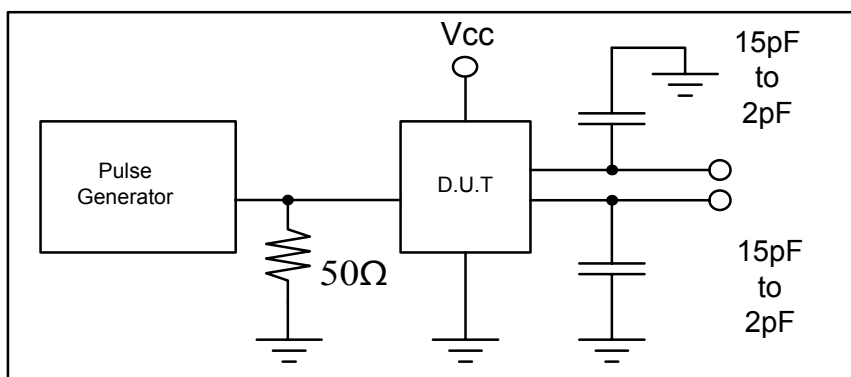 Vcc
15pF
to
2pF
Pulse
Generator
D.U.T
50Ω
15pF
to
2pF